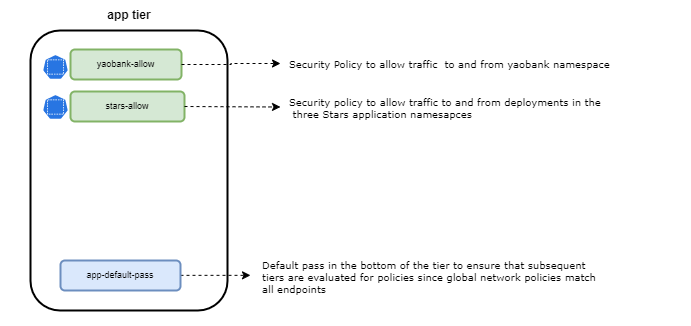 app tier
yaobank-allow
Security Policy to allow traffic to and from yaobank namespace
stars-allow
Security policy to allow traffic to and from deployments in the
three Stars application namesapces
app-default-pass
Default pass in the bottom of the tier to ensure that subsequent
tiers are evaluated for policies since global network policies match
all endpoints